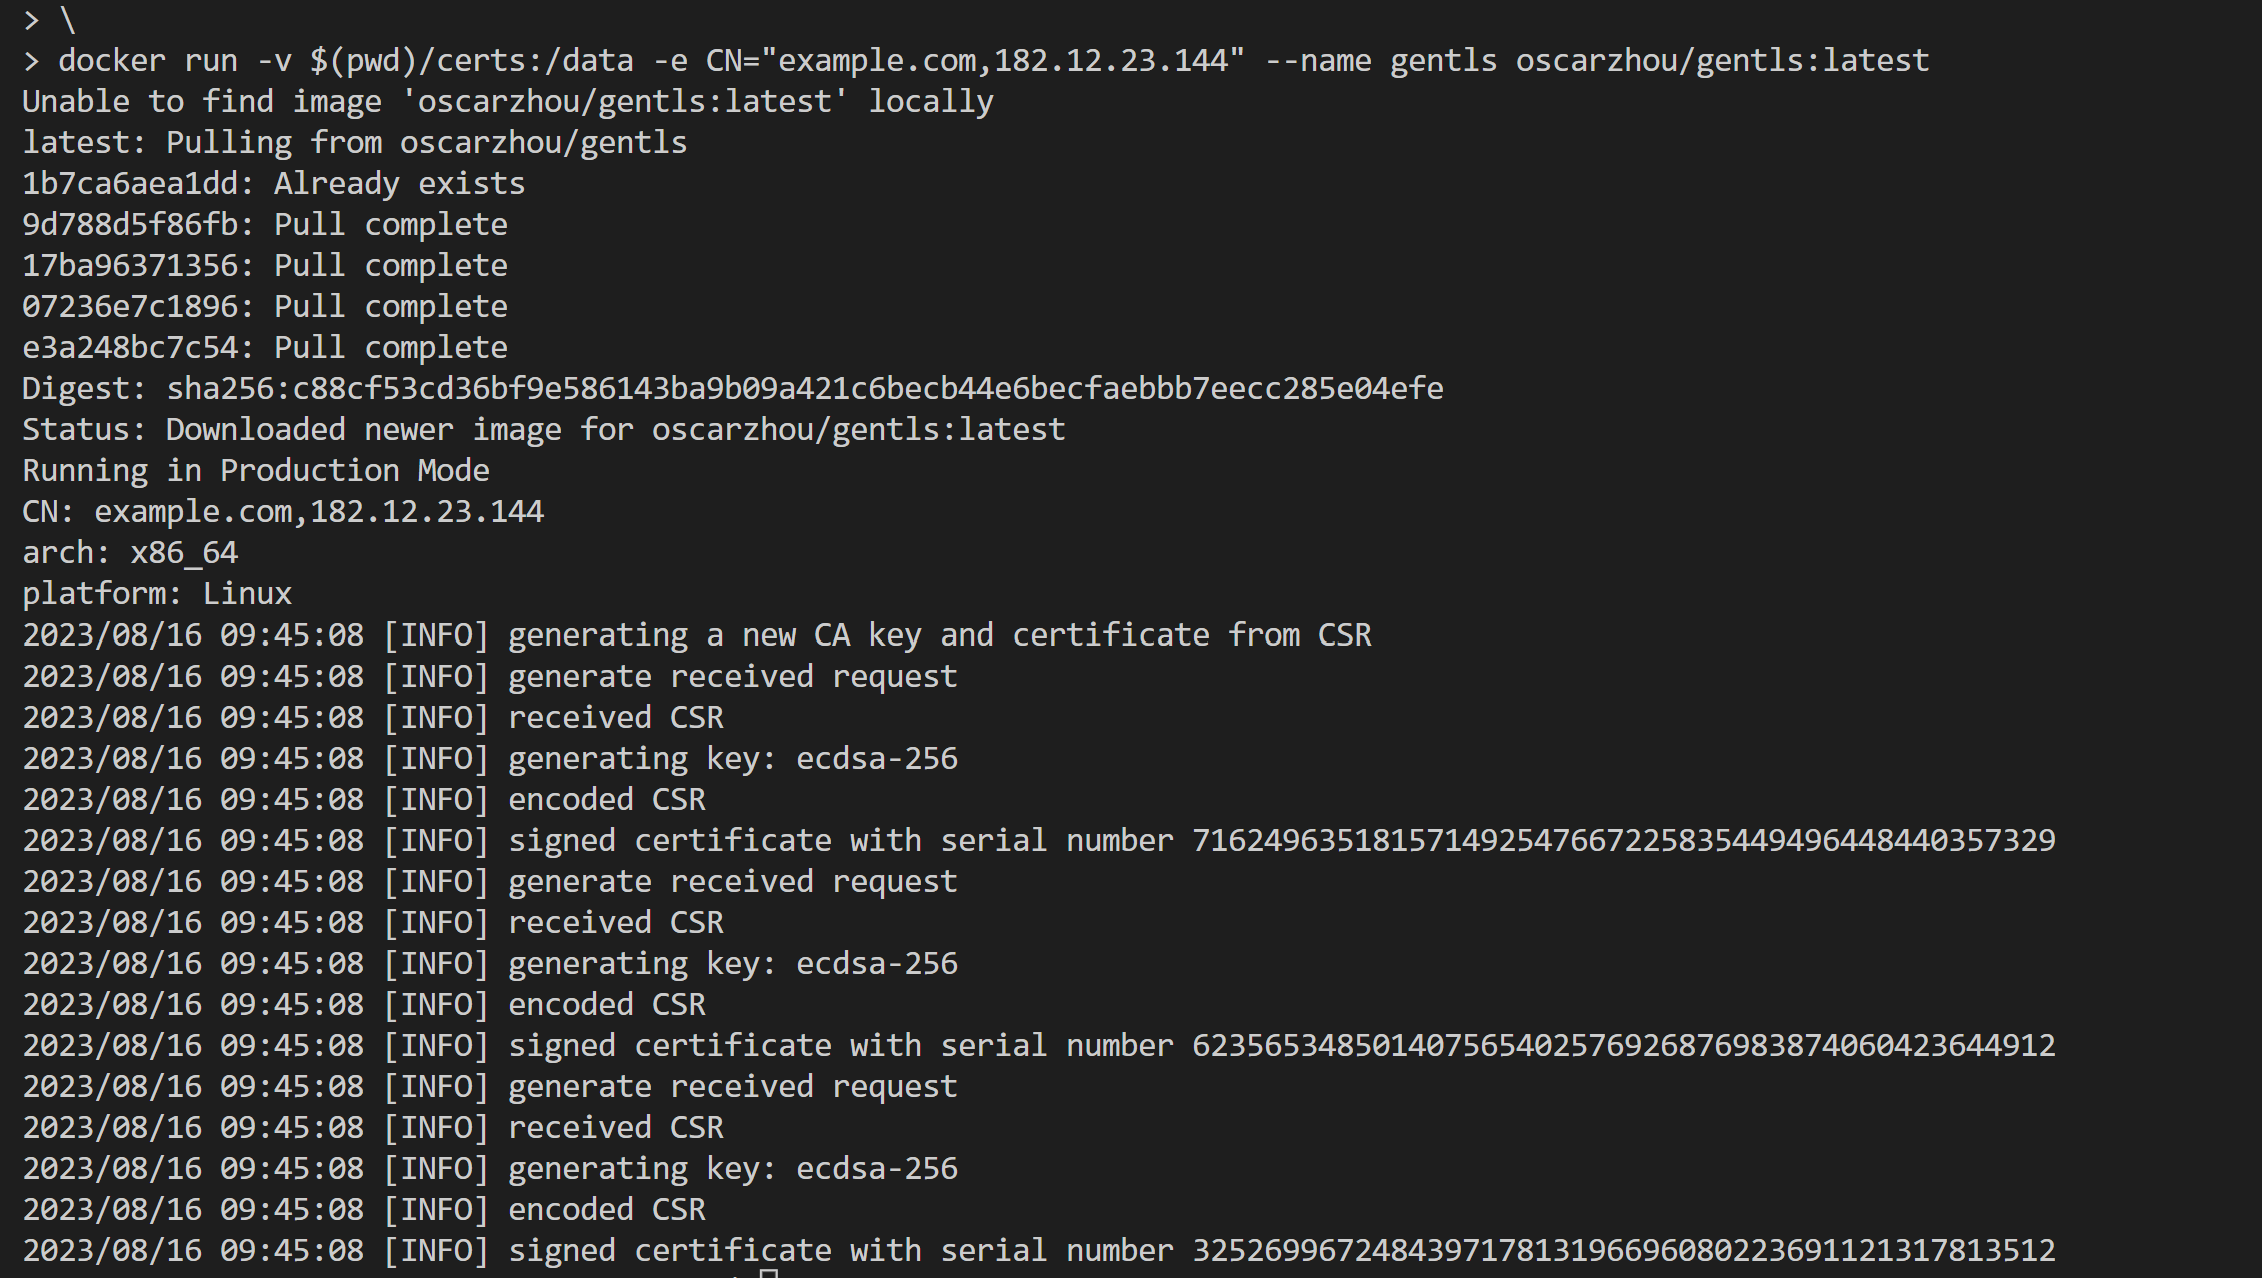 > \
> docker run -v $(pwd)/certs:/data -e CN="example.com,182.12.23.144" --name gentls oscarzhou/gentls:latest
Unable to find image 'oscarzhou/gentls:latest' locally
latest: Pulling from oscarzhou/gentls
1b7ca6aea1dd: Already exists
9d788d5f86fb: Pull complete
17ba96371356: Pull complete
07236e7c1896: Pull complete
e3a248bc7c54: Pull complete
Digest: sha256:c88cf53cd36bf9e586143ba9b09a421c6becb44e6becfaebbb7eecc285e04efe
Status: Downloaded newer image for oscarzhou/gentls:latest
Running in Production Mode
CN: example.com,182.12.23.144
arch: x86_64
platform: Linux
2023/08/16 09:45:08 [INFO] generating a new CA key and certificate from CSR
2023/08/16 09:45:08 [INFO] generate received request
2023/08/16 09:45:08 [INFO] received CSR
2023/08/16 09:45:08 [INFO] generating key: ecdsa-256
2023/08/16 09:45:08 [INFO] encoded CSR
2023/08/16 09:45:08 [INFO] signed certificate with serial number 716249635181571492547667225835449496448440357329
2023/08/16 09:45:08 [INFO] generate received request
2023/08/16 09:45:08 [INFO] received CSR
2023/08/16 09:45:08 [INFO] generating key: ecdsa-256
2023/08/16 09:45:08 [INFO] encoded CSR
2023/08/16 09:45:08 [INFO] signed certificate with serial number 623565348501407565402576926876983874060423644912
2023/08/16 09:45:08 [INFO] generate received request
2023/08/16 09:45:08 [INFO] received CSR
2023/08/16 09:45:08 [INFO] generating key: ecdsa-256
2023/08/16 09:45:08 [INFO] encoded CSR
2023/08/16 09:45:08 [INFO] signed certificate with serial number 325269967248439717813196696080223691121317813512